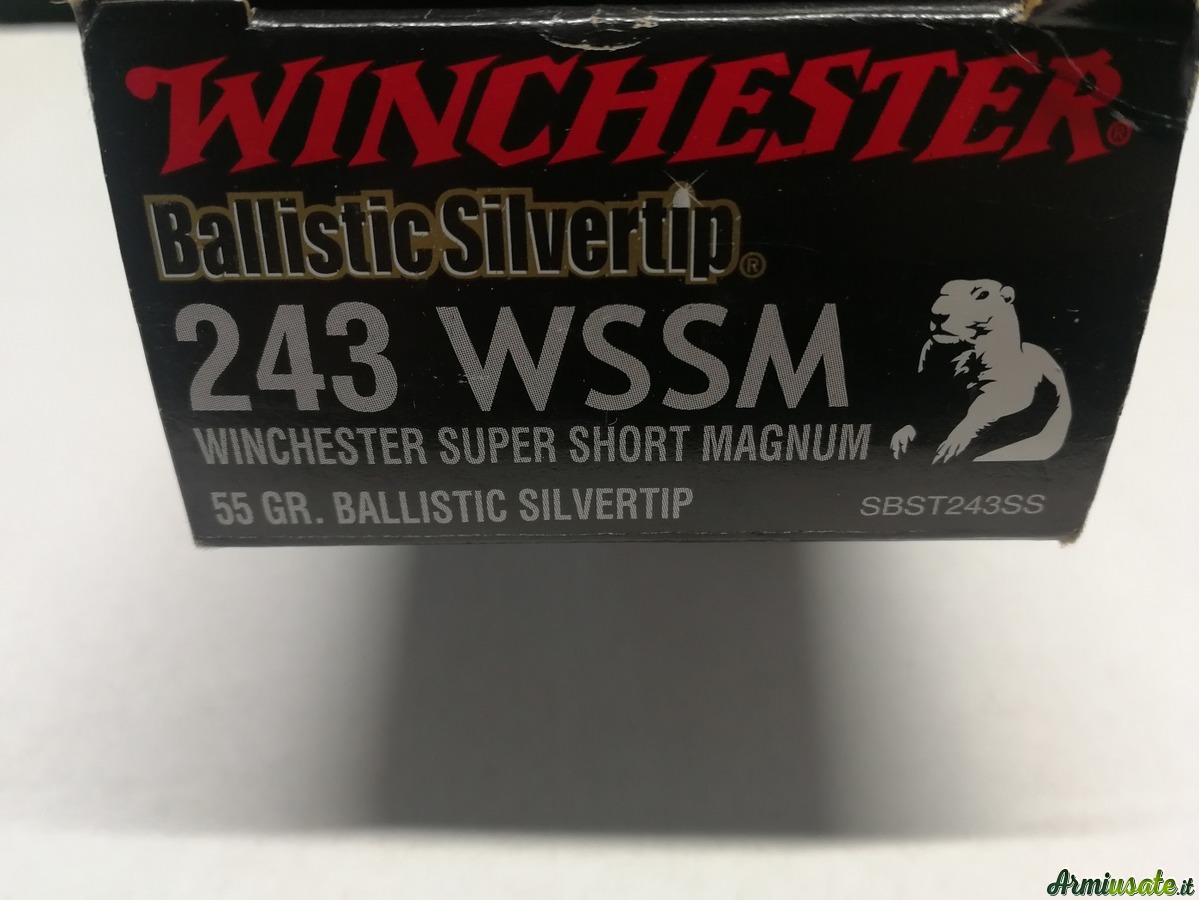 WINCHESTER®
Ballistic Silvertip®
243 WSSM
WINCHESTER SUPER SHORT MAGNUM
55 GR. BALLISTIC SILVERTIP
SBST243SS
Armiusate.it